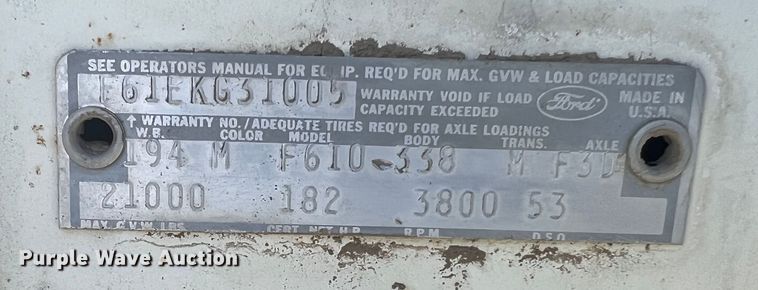 SEE OPERATORS MANUAL FOR EQUIP. REQ'D FOR MAX. GVW & LOAD CAPACITIES
F61EKG31005 WARRANTY VOID IF LOAD CAPACITY EXCEEDED Ford MADE IN U.S.A.
↑ WARRANTY NO./ADEQUATE TIRES REQ'D FOR AXLE LOADINGS
W.B. COLOR MODEL BODY TRANS. AXLE
194 M F610 338 M F3D
21000 182 3800 53
MAX. G.V.W. LBS. CERT. NET H.P. R.P.M. D.S.O.
Purple Wave Auction